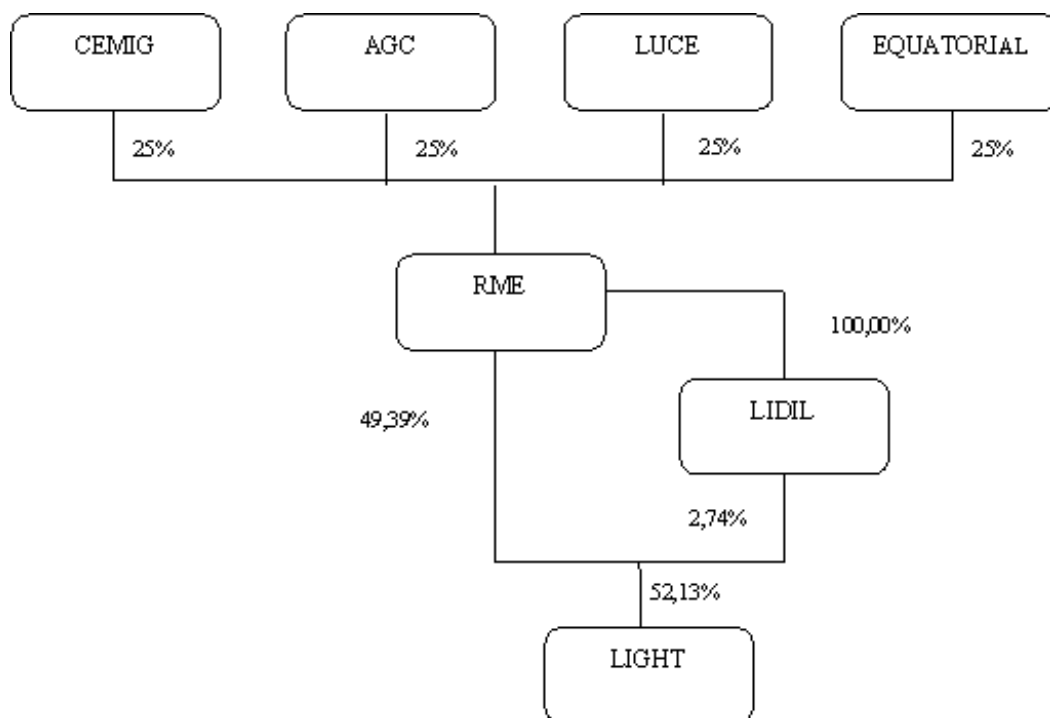 CEMIG
AGC
LUCE
EQUATORIAL
25%
25%
25%
25%
RME
100,00%
49,39%
LIDIL
2,74%
52,13%
LIGHT